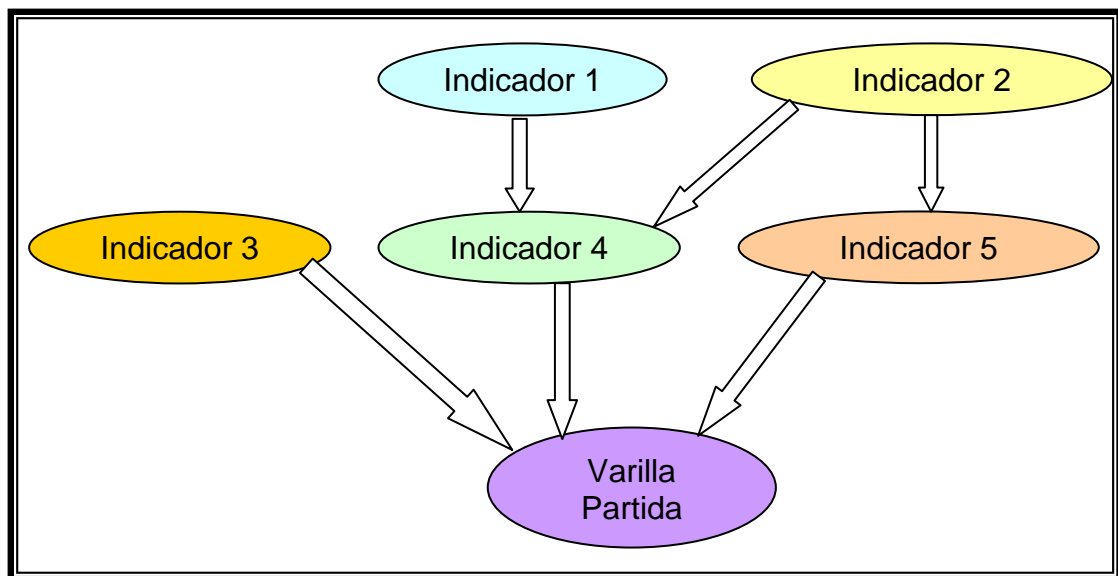 Indicador 1
Indicador 2
Indicador 3
Indicador 4
Indicador 5
Varilla
Partida